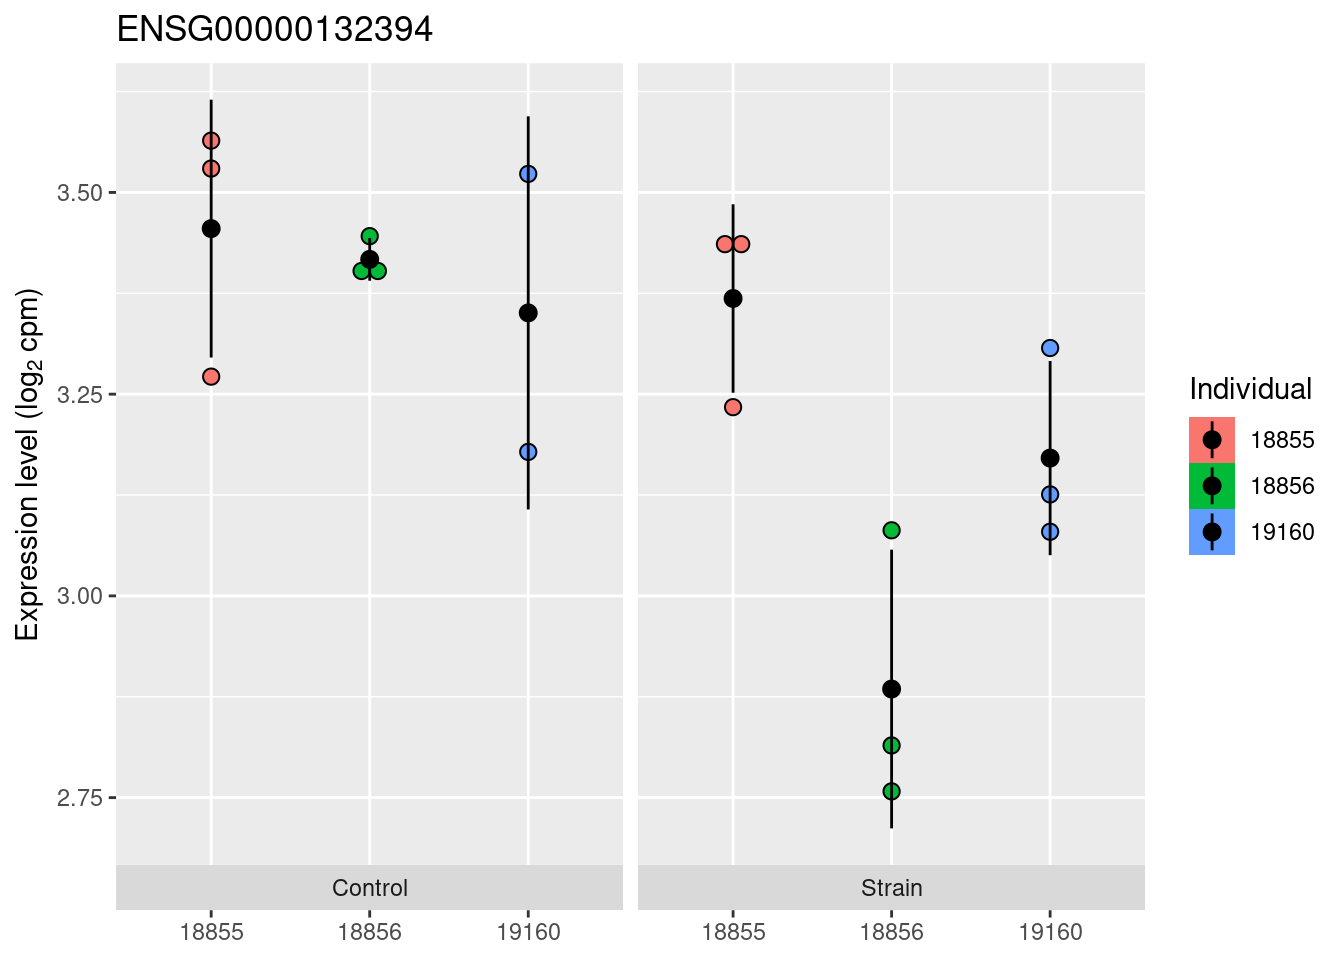 ENSG00000132394
Expression level (log₂ cpm)
3.50
3.25
3.00
2.75
Control
Strain
18855
18856
19160
18855
18856
19160
Individual
18855
18856
19160